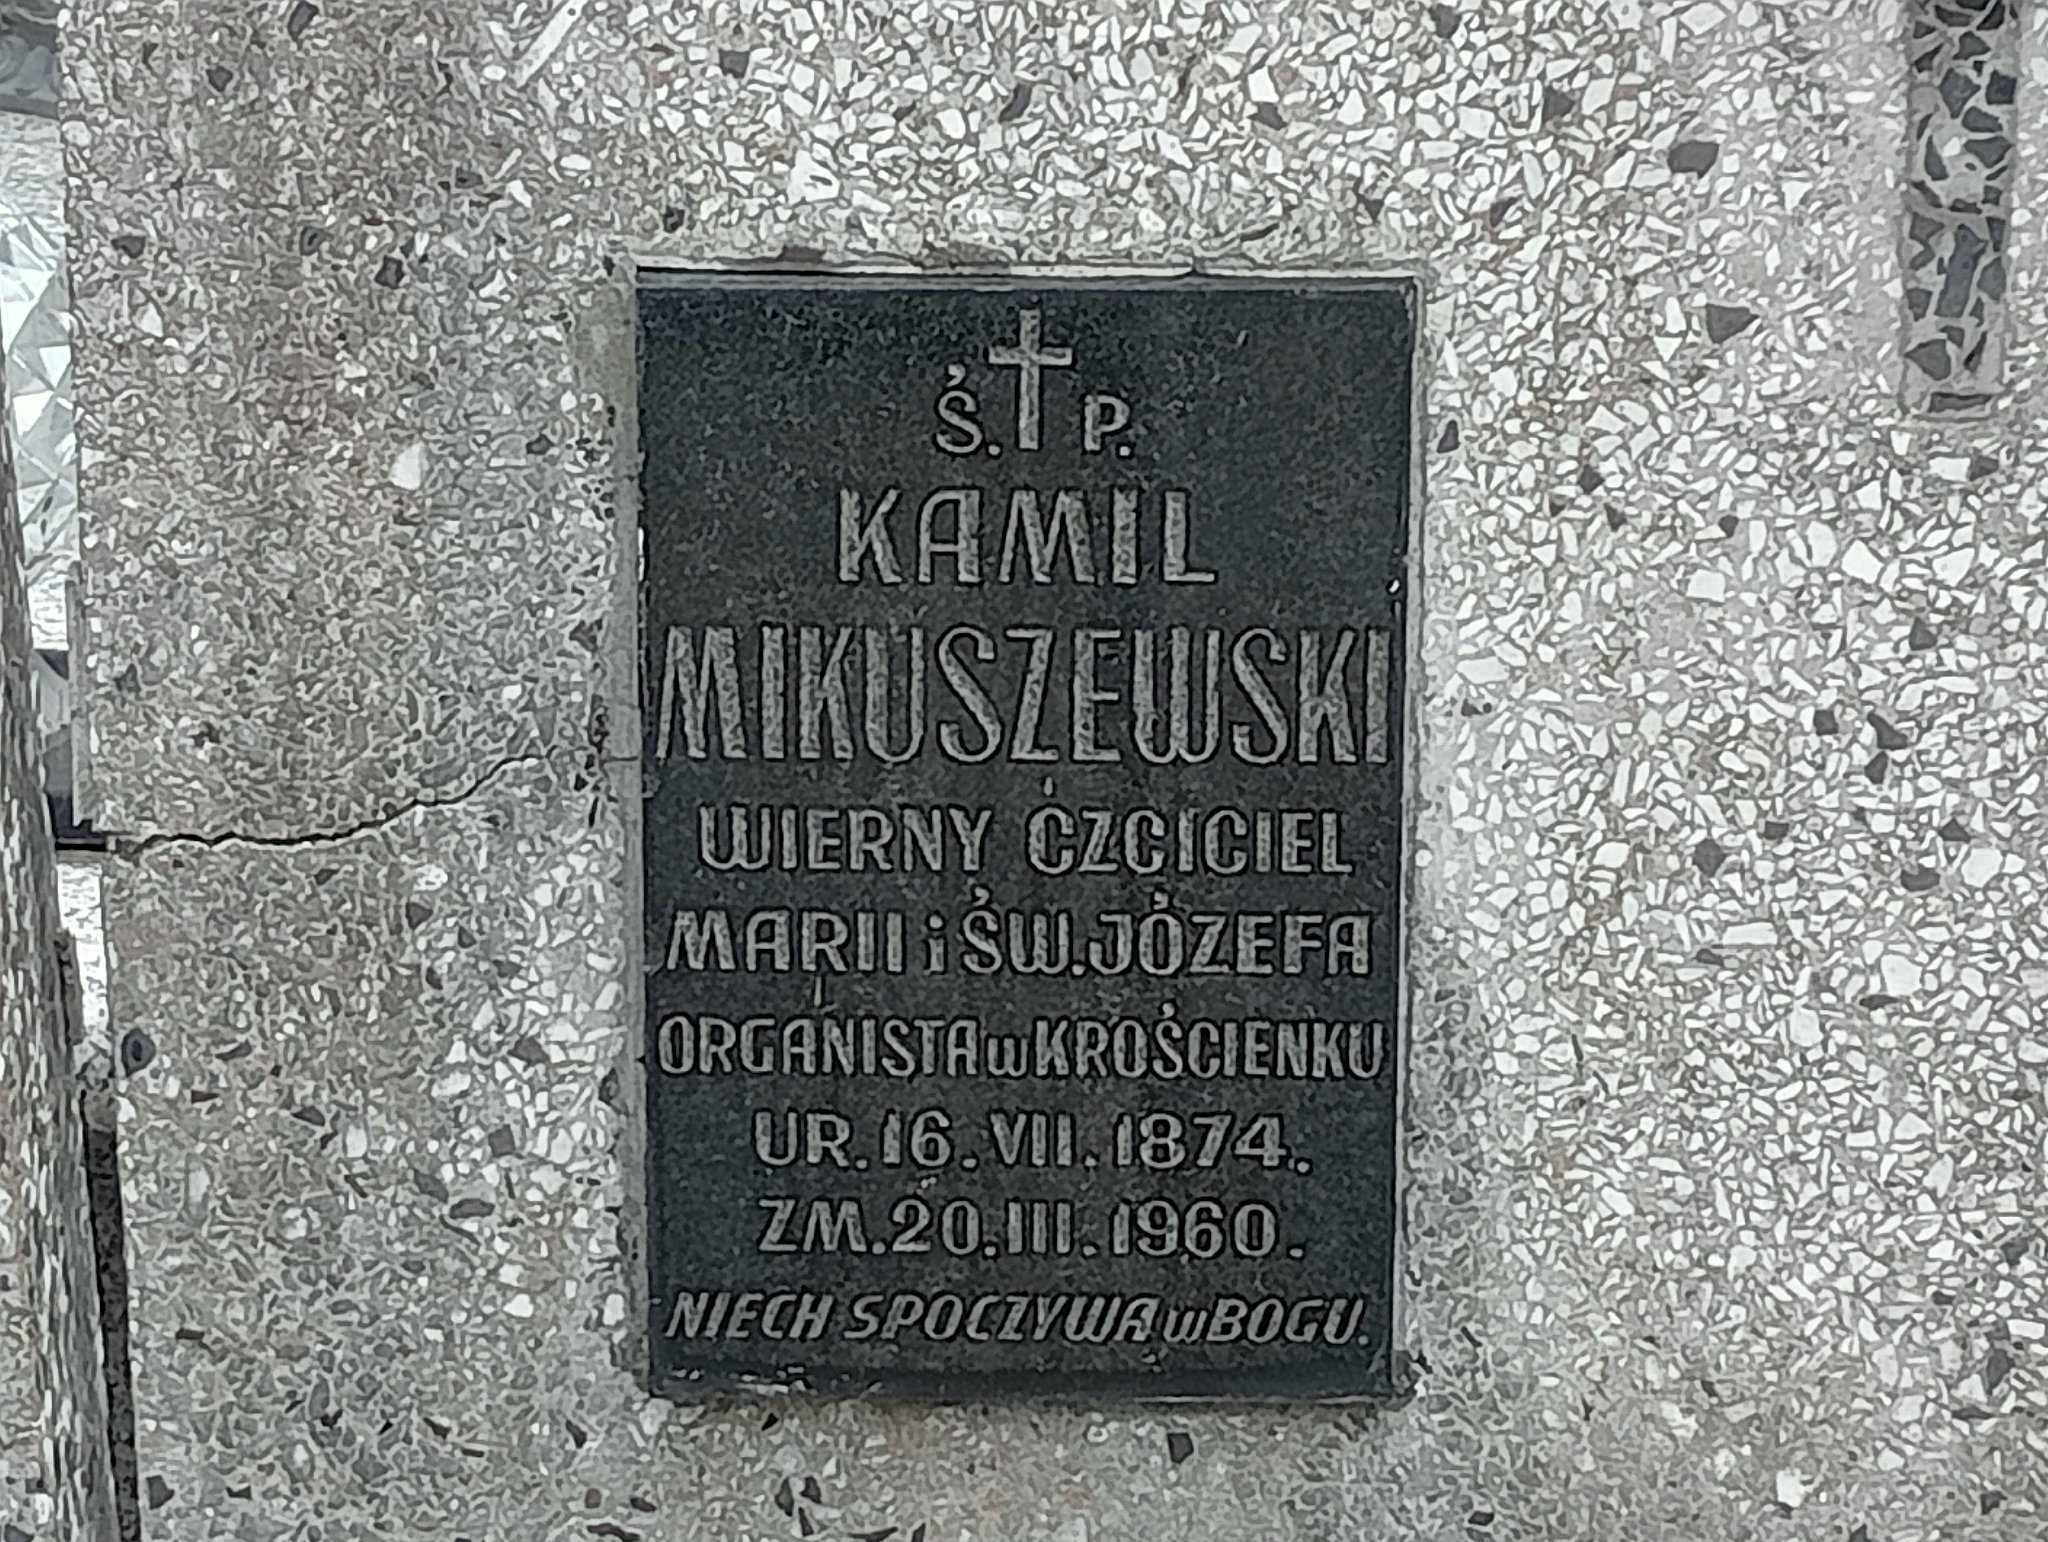 Ś. P.
KAMIL
MIKUSZEWSKI
WIERNY CZCICIEL
MARII i ŚW. JÓZEFA
ORGANISTA w KROŚCIENKU
UR. 16. VII. 1874.
ZM. 20. III. 1960.
NIECH SPOCZYWA w BOGU.